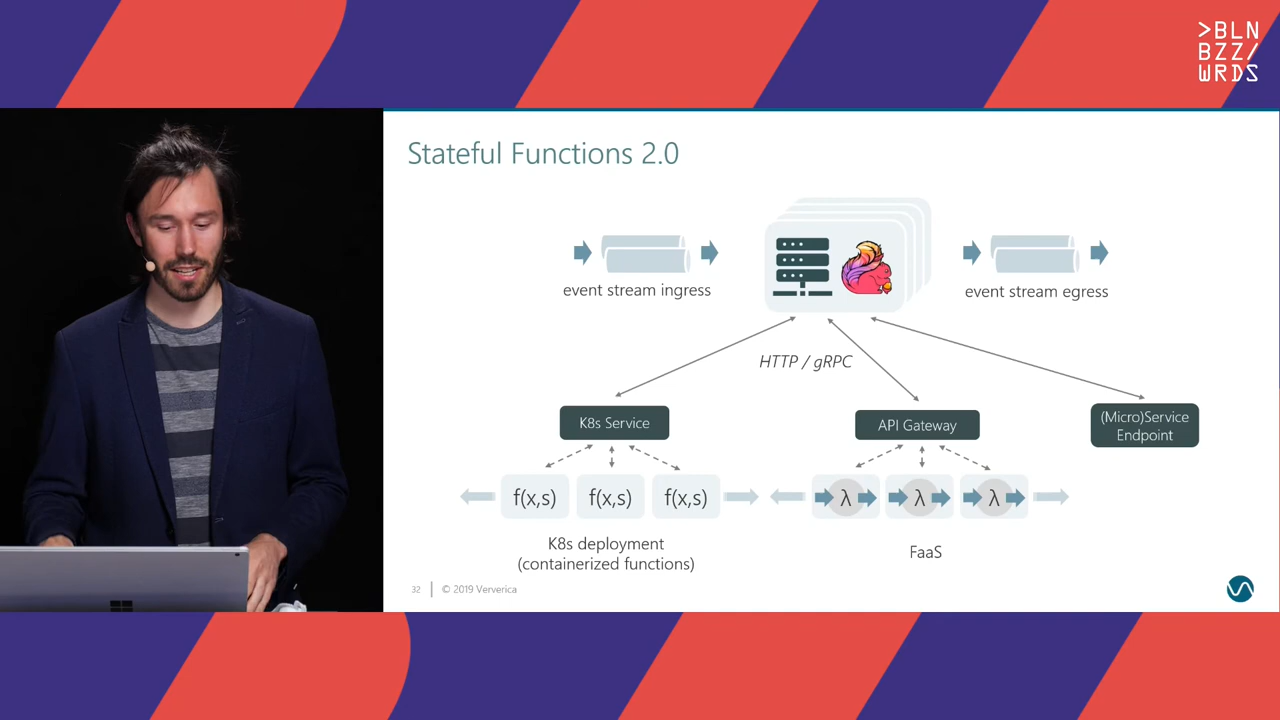 >BLN
BZZ/
WRDS
Stateful Functions 2.0
event stream ingress
event stream egress
HTTP / gRPC
K8s Service
API Gateway
(Micro)Service
Endpoint
f(x,s) f(x,s) f(x,s)
λ λ λ
K8s deployment
(containerized functions)
FaaS
32 | © 2019 Ververica